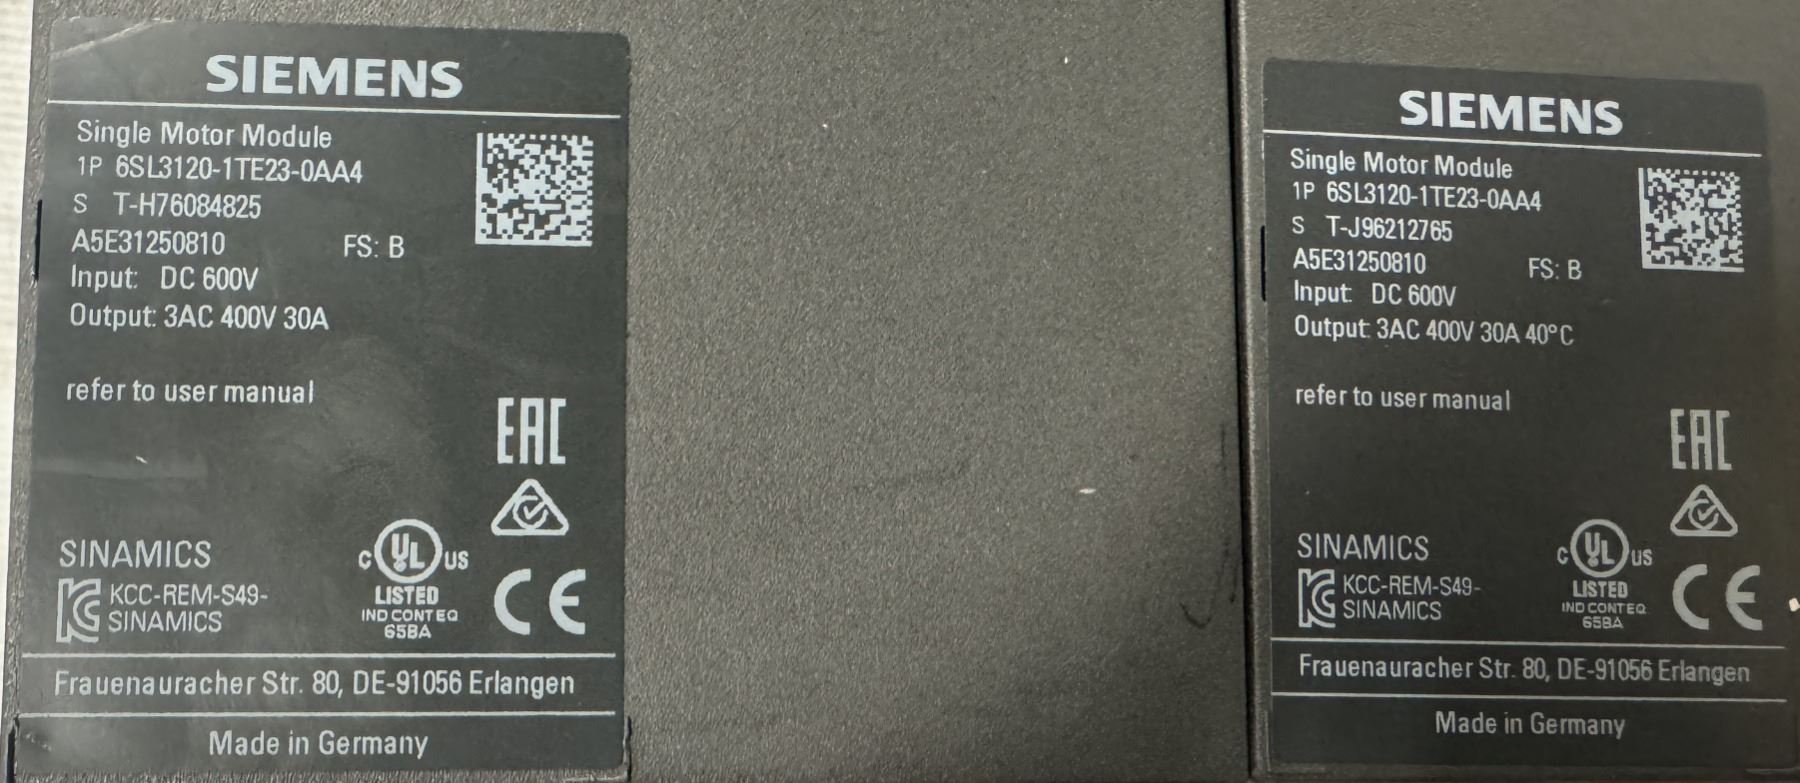 SIEMENS
Single Motor Module
1P 6SL3120-1TE23-0AA4
S T-H76084825
A5E31250810 FS: B
Input: DC 600V
Output: 3AC 400V 30A
refer to user manual
EAC
SINAMICS
C UL US
LISTED
IND CONT EQ
65BA
KCC-REM-S49-
SINAMICS
CE
Frauenauracher Str. 80, DE-91056 Erlangen
Made in Germany
SIEMENS
Single Motor Module
1P 6SL3120-1TE23-0AA4
S T-J96212765
A5E31250810 FS: B
Input: DC 600V
Output: 3AC 400V 30A 40°C
refer to user manual
EAC
SINAMICS
C UL US
LISTED
IND CONT EQ
65BA
KCC-REM-S49-
SINAMICS
CE
Frauenauracher Str. 80, DE-91056 Erlangen
Made in Germany